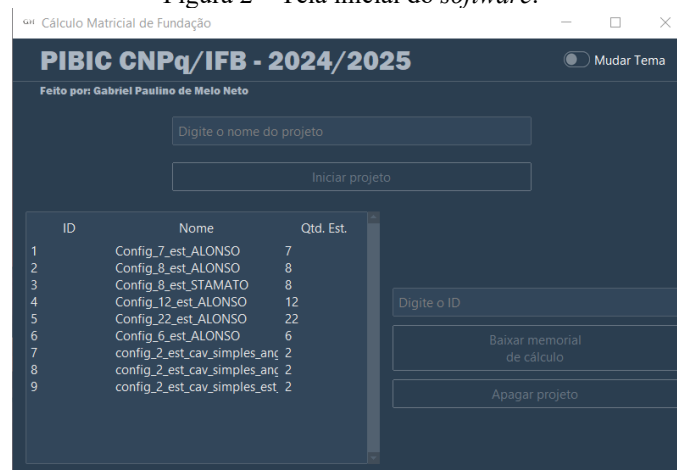 Figura 2 – Tela inicial do software.
GM Cálculo Matricial de Fundação
PIBIC CNPq/IFB - 2024/2025
Mudar Tema
Feito por: Gabriel Paulino de Melo Neto
Digite o nome do projeto
Iniciar projeto
ID Nome Qtd. Est.
1 Config_7_est_ALONSO 7
2 Config_8_est_ALONSO 8
3 Config_8_est_STAMATO 8
4 Config_12_est_ALONSO 12
5 Config_22_est_ALONSO 22
6 Config_6_est_ALONSO 6
7 config_2_est_cav_simples_anç 2
8 config_2_est_cav_simples_anç 2
9 config_2_est_cav_simples_est_ 2
Digite o ID
Baixar memorial
de cálculo
Apagar projeto